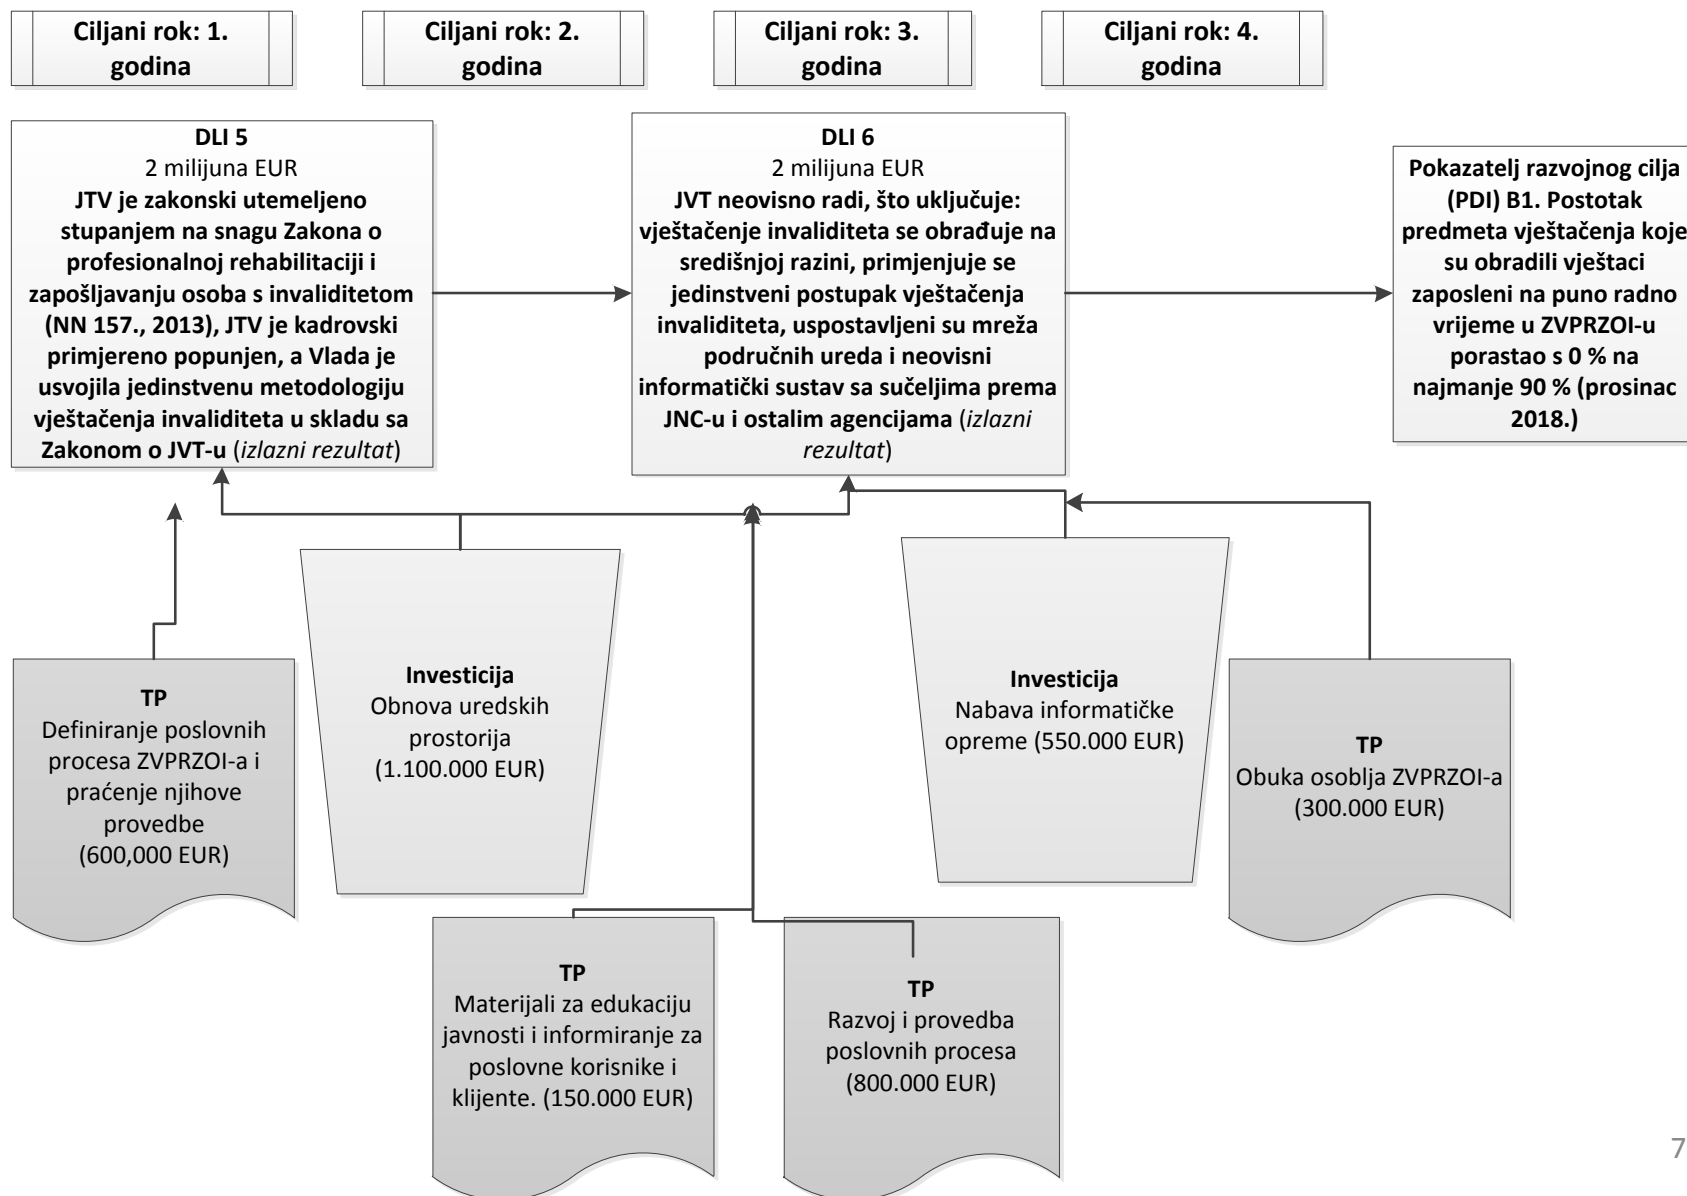 Ciljani rok: 1.
godina
Ciljani rok: 2.
godina
Ciljani rok: 3.
godina
Ciljani rok: 4.
godina
DLI 5
2 milijuna EUR
JTV je zakonski utemeljeno
stupanjem na snagu Zakona o
profesionalnoj rehabilitaciji i
zapošljavanju osoba s invaliditetom
(NN 157., 2013), JTV je kadrovski
primjereno popunjen, a Vlada je
usvojila jedinstvenu metodologiju
vještačenja invaliditeta u skladu sa
Zakonom o JVT-u (izlazni rezultat)
DLI 6
2 milijuna EUR
JVT neovisno radi, što uključuje:
vještačenje invaliditeta se obrađuje na
središnjoj razini, primjenjuje se
jedinstveni postupak vještačenja
invaliditeta, uspostavljeni su mreža
područnih ureda i neovisni
informatički sustav sa sučeljima prema
JNC-u i ostalim agencijama (izlazni
rezultat)
Pokazatelj razvojnog cilja
(PDI) B1. Postotak
predmeta vještačenja koje
su obradili vještaci
zaposleni na puno radno
vrijeme u ZVPRZOI-u
porastao s 0 % na
najmanje 90 % (prosinac
2018.)
TP
Definiranje poslovnih
procesa ZVPRZOI-a i
praćenje njihove
provedbe
(600,000 EUR)
Investicija
Obnova uredskih
prostorija
(1.100.000 EUR)
Investicija
Nabava informatičke
opreme (550.000 EUR)
TP
Obuka osoblja ZVPRZOI-a
(300.000 EUR)
TP
Materijali za edukaciju
javnosti i informiranje za
poslovne korisnike i
klijente. (150.000 EUR)
TP
Razvoj i provedba
poslovnih procesa
(800.000 EUR)
7